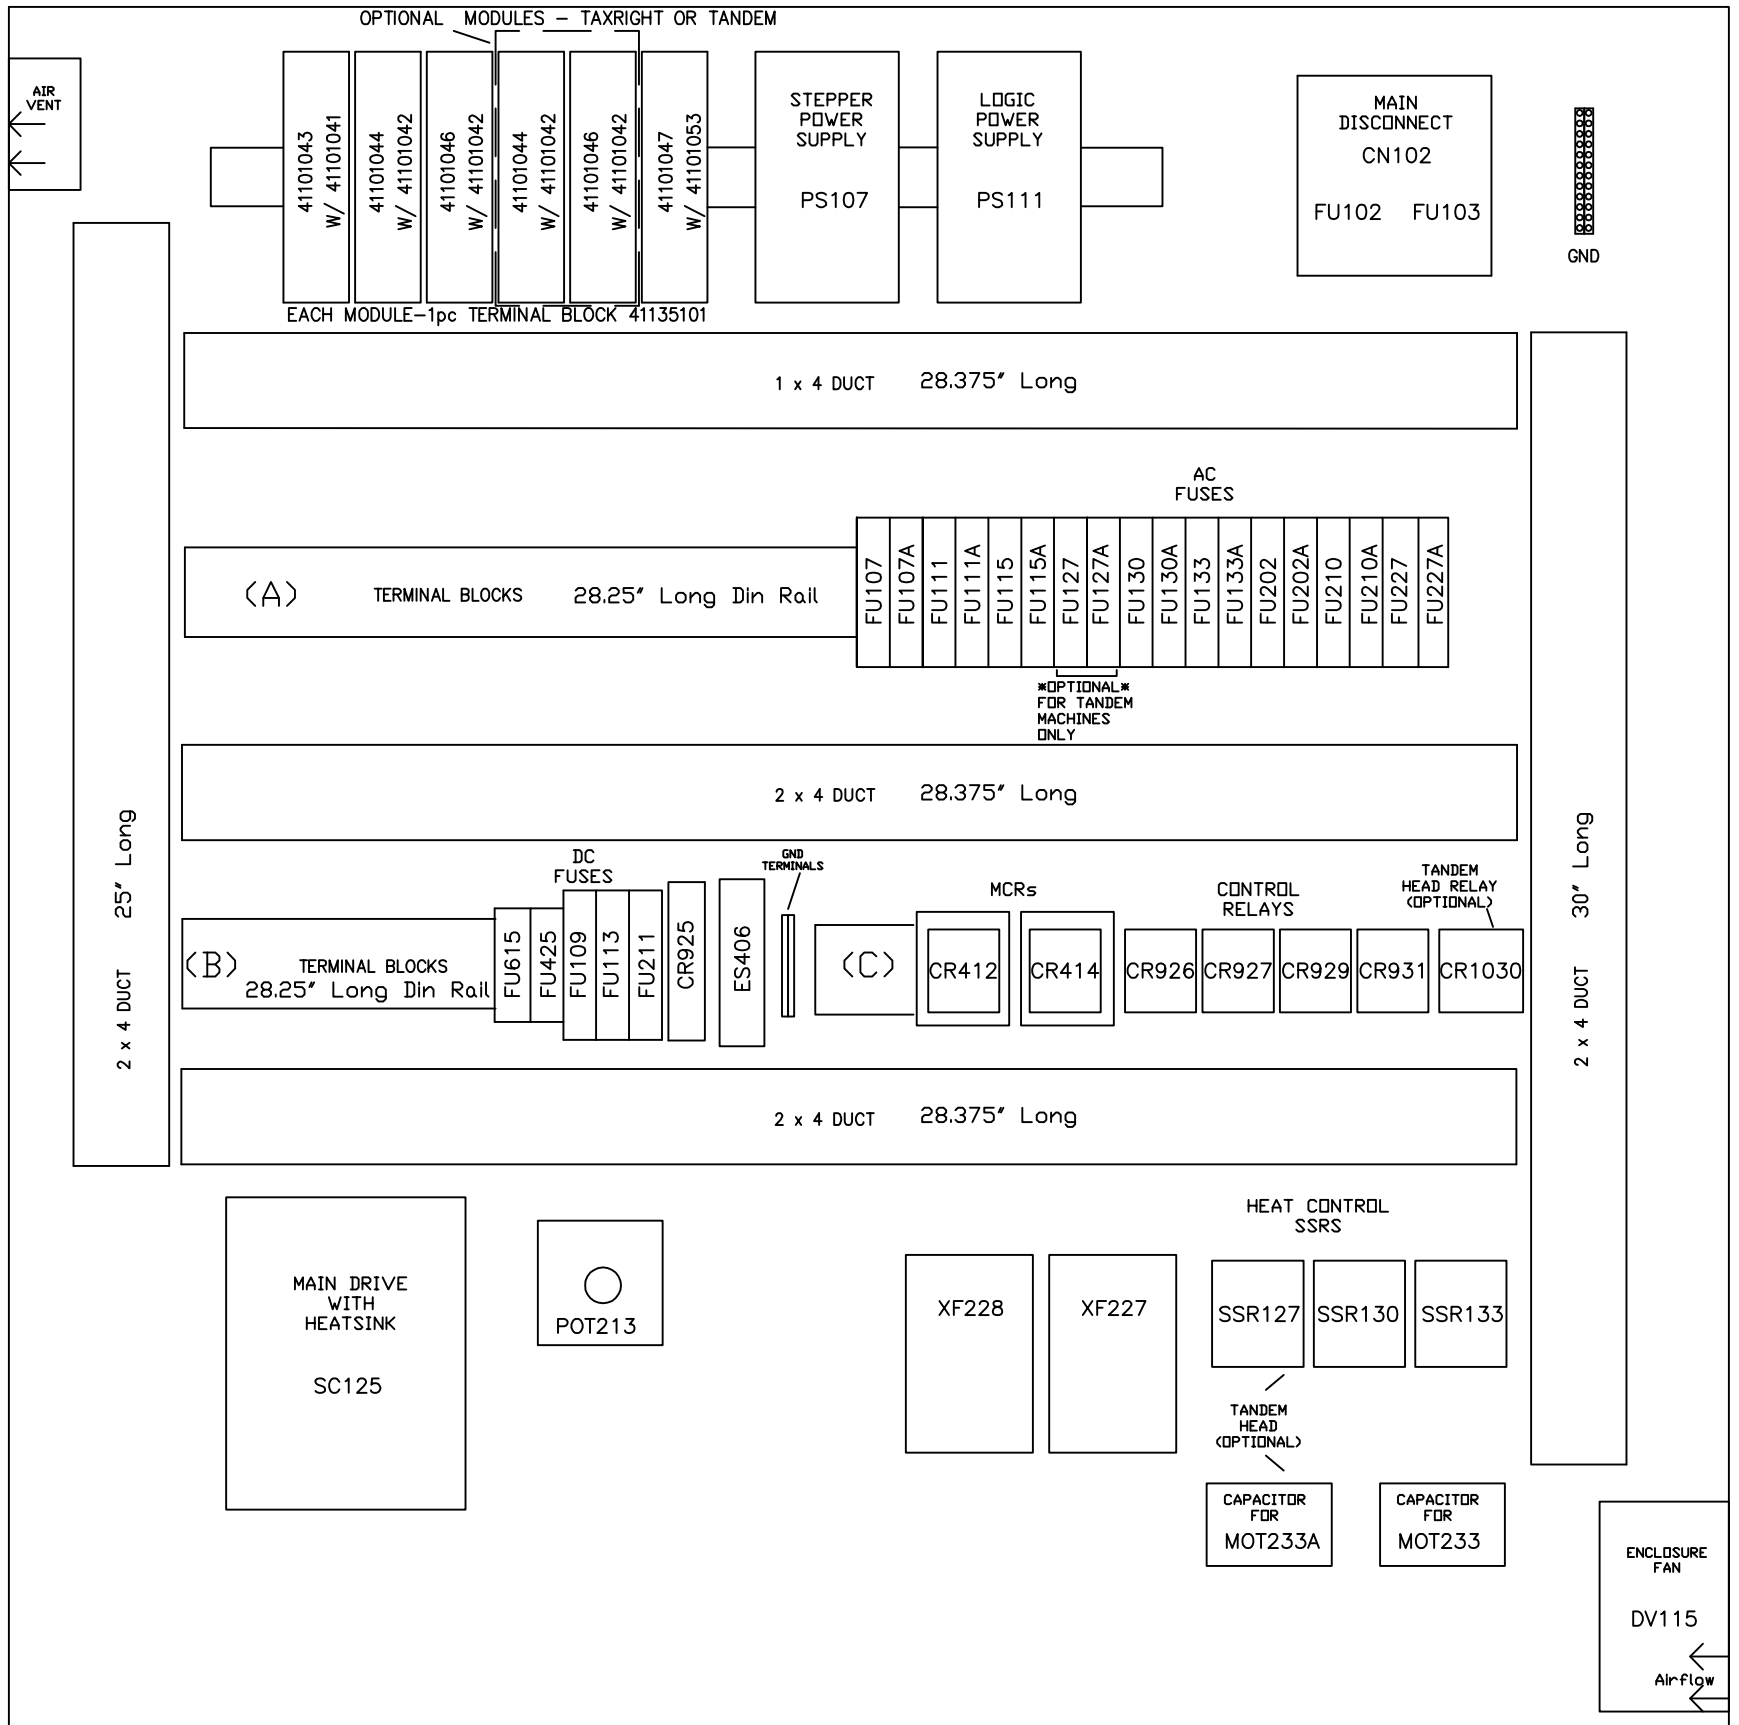 OPTIONAL MODULES - TAXRIGHT OR TANDEM
AIR
VENT
41101043
W/ 41101041
41101044
W/ 41101042
41101046
W/ 41101042
41101044
W/ 41101042
41101046
W/ 41101042
41101047
W/ 41101053
STEPPER
POWER
SUPPLY
PS107
LOGIC
POWER
SUPPLY
PS111
MAIN
DISCONNECT
CN102
FU102 FU103
GND
EACH MODULE-1pc TERMINAL BLOCK 41135101
1 x 4 DUCT 28.375" Long
AC
FUSES
(A) TERMINAL BLOCKS 28.25" Long Din Rail
FU107
FU107A
FU111
FU111A
FU115
FU115A
FU127
FU127A
FU130
FU130A
FU133
FU133A
FU202
FU202A
FU210
FU210A
FU227
FU227A
*OPTIONAL*
FOR TANDEM
MACHINES
ONLY
2 x 4 DUCT 28.375" Long
2 x 4 DUCT 25" Long
2 x 4 DUCT 30" Long
DC
FUSES
(B) TERMINAL BLOCKS
28.25" Long Din Rail
FU615
FU425
FU109
FU113
FU211
CR925
ES406
GND
TERMINALS
(C)
MCRs
CR412
CR414
CONTROL
RELAYS
CR926
CR927
CR929
CR931
TANDEM
HEAD RELAY
(OPTIONAL)
CR1030
2 x 4 DUCT 28.375" Long
MAIN DRIVE
WITH
HEATSINK
SC125
POT213
XF228
XF227
HEAT CONTROL
SSRS
SSR127
SSR130
SSR133
TANDEM
HEAD
(OPTIONAL)
CAPACITOR
FOR
MOT233A
CAPACITOR
FOR
MOT233
ENCLOSURE
FAN
DV115
Airflow